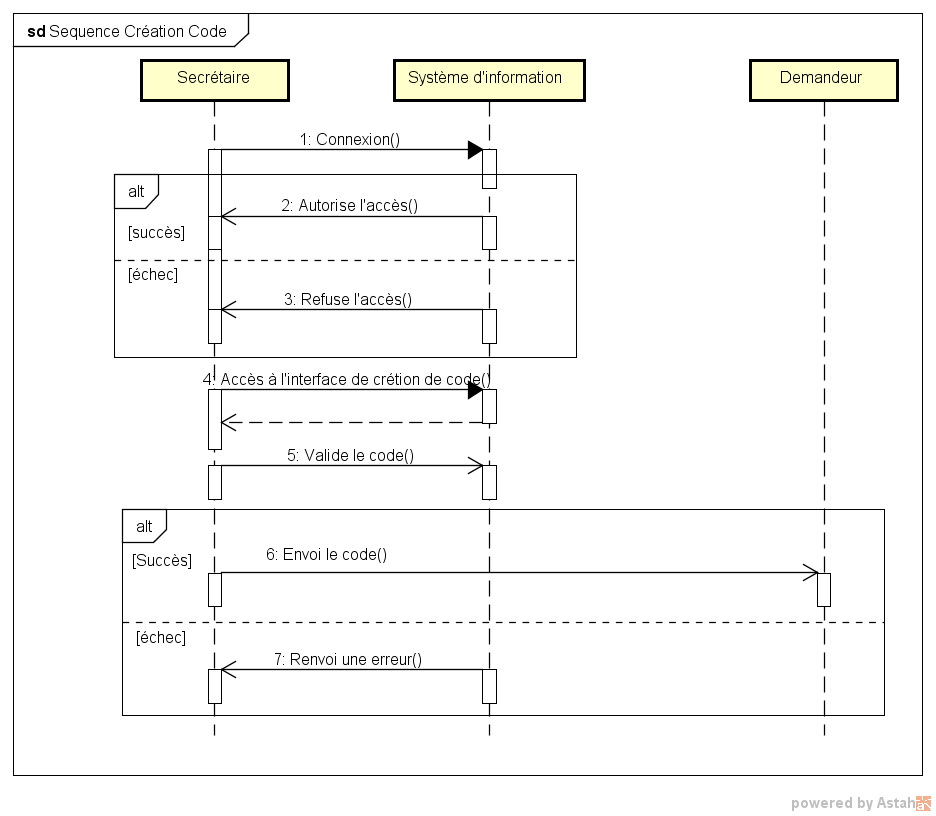 sd Sequence Création Code
Secrétaire
Système d'information
Demandeur
1: Connexion()
alt
2: Autorise l'accès()
[succès]
[échec]
3: Refuse l'accès()
4: Accès à l'interface de crétion de code()
5: Valide le code()
alt
[Succès]
6: Envoi le code()
[échec]
7: Renvoi une erreur()
powered by Astah